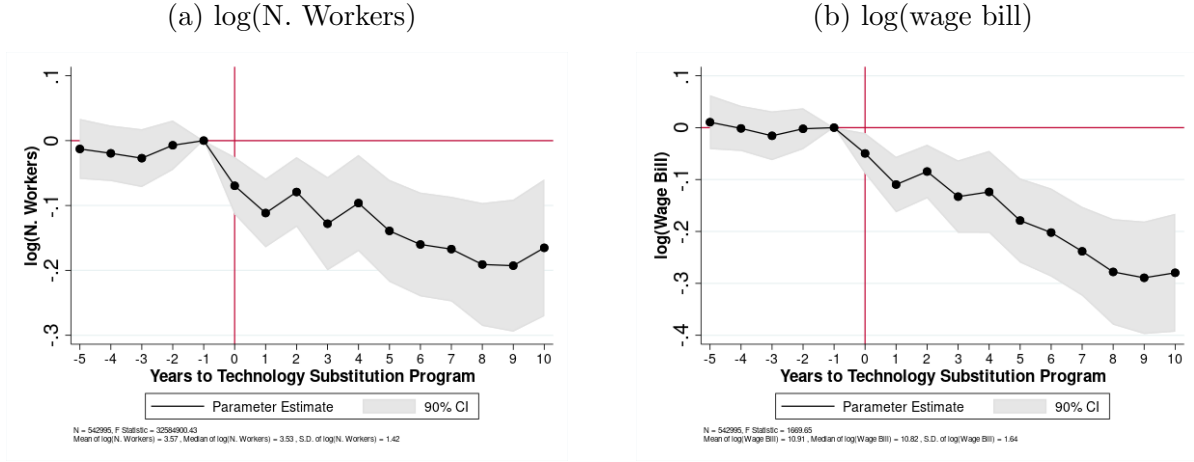 (a) log(N. Workers)
.1
0
-.1
-.2
-.3
log(N. Workers)
-5 -4 -3 -2 -1 0 1 2 3 4 5 6 7 8 9 10
Years to Technology Substitution Program
Parameter Estimate 90% CI
N = 542995, F Statistic = 32584900.43
Mean of log(N. Workers) = 3.57 , Median of log(N. Workers) = 3.53 , S.D. of log(N. Workers) = 1.42
(b) log(wage bill)
.1
0
-.1
-.2
-.3
-.4
log(Wage Bill)
-5 -4 -3 -2 -1 0 1 2 3 4 5 6 7 8 9 10
Years to Technology Substitution Program
Parameter Estimate 90% CI
N = 542995, F Statistic = 1669.65
Mean of log(Wage Bill) = 10.91 , Median of log(Wage Bill) = 10.82 , S.D. of log(Wage Bill) = 1.64